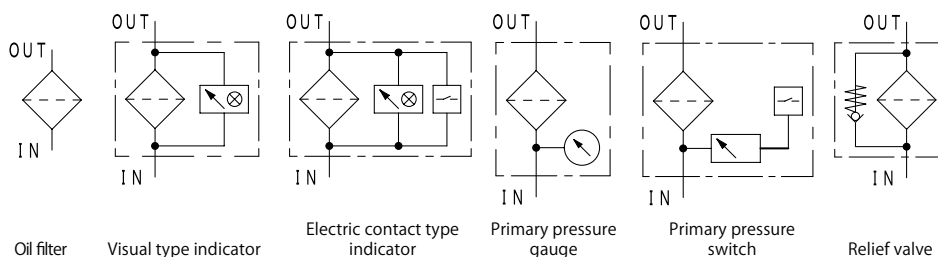 OUT
IN
Oil filter
OUT
IN
Visual type indicator
OUT
IN
Electric contact type
indicator
OUT
IN
Primary pressure
gauge
OUT
IN
Primary pressure
switch
OUT
IN
Relief valve